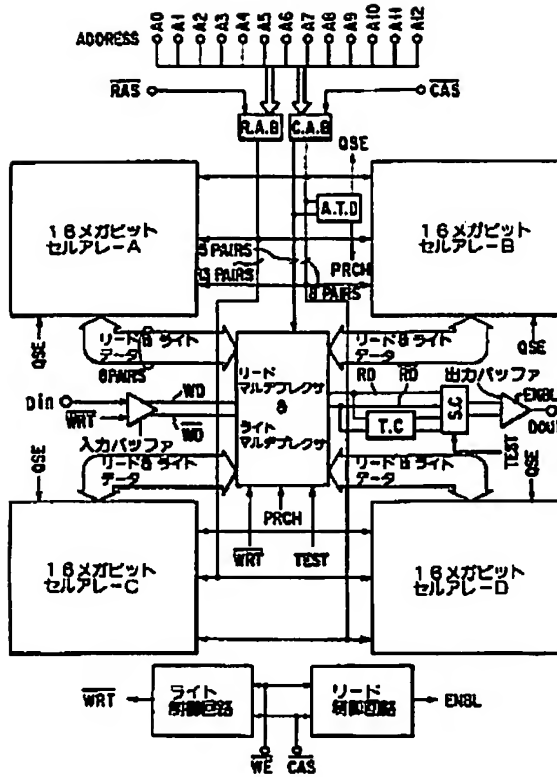 ADDRESS
A0 A1 A2 A3 A4 A5 A6 A7 A8 A9 A10 A11 A12
RAS
CAS
R.A.B
C.A.B
QSE
A.T.D
PRCH
16メガビット
セルアレーA
16メガビット
セルアレーB
5 PAIRS
13 PAIRS
8 PAIRS
QSE
リード&ライト
データ
8PAIRS
リード&ライト
データ
QSE
Din
WRT
入力バッファ
WD
WD
リード
マルチプレクサ
&
ライト
マルチプレクサ
RD
RD
T.C
S.C
出力バッファ
ENBL
Dout
TEST
QSE
リード&ライト
データ
リード&ライト
データ
QSE
PRCH
WRT
TEST
16メガビット
セルアレーC
16メガビット
セルアレーD
WRT
ライト
制御回路
リード
制御回路
ENBL
WE
CAS